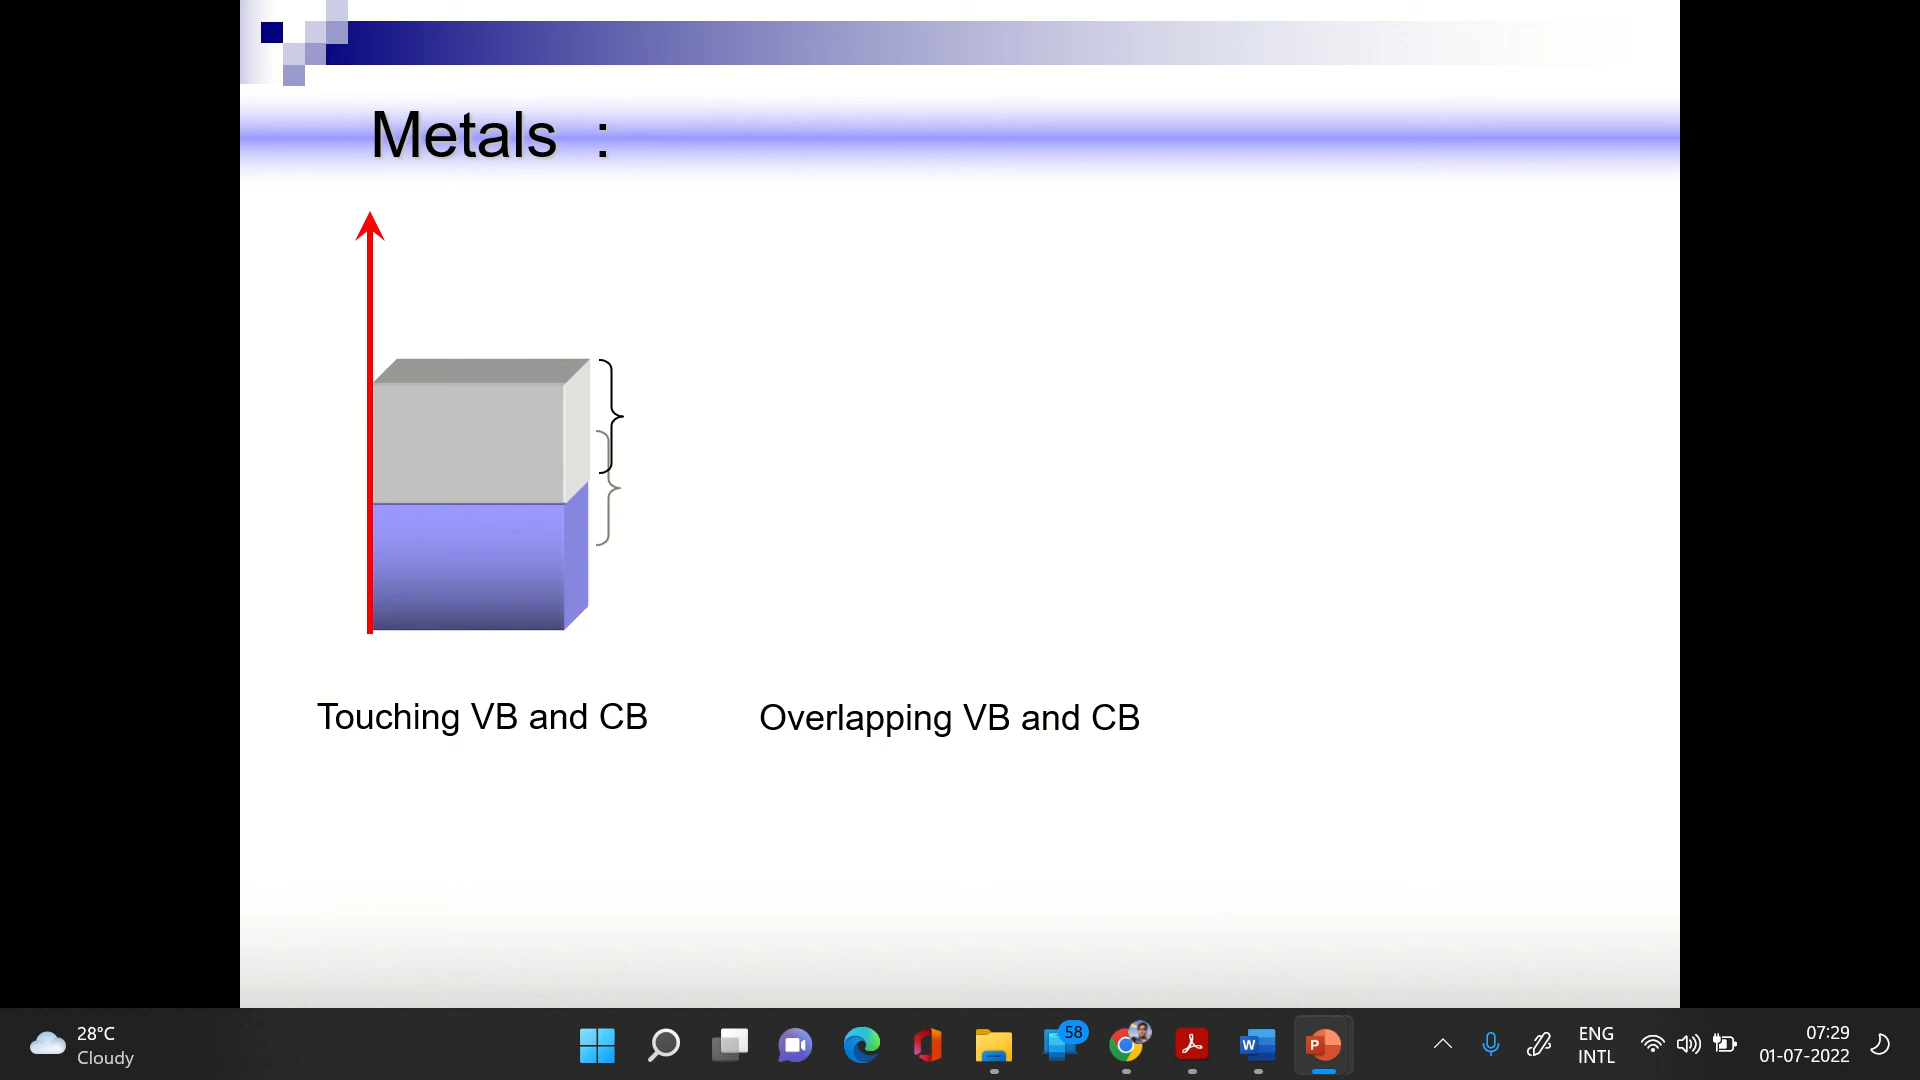 Metals :
Touching VB and CB
Overlapping VB and CB
28°C
Cloudy
58
W
P
ENG
INTL
07:29
01-07-2022